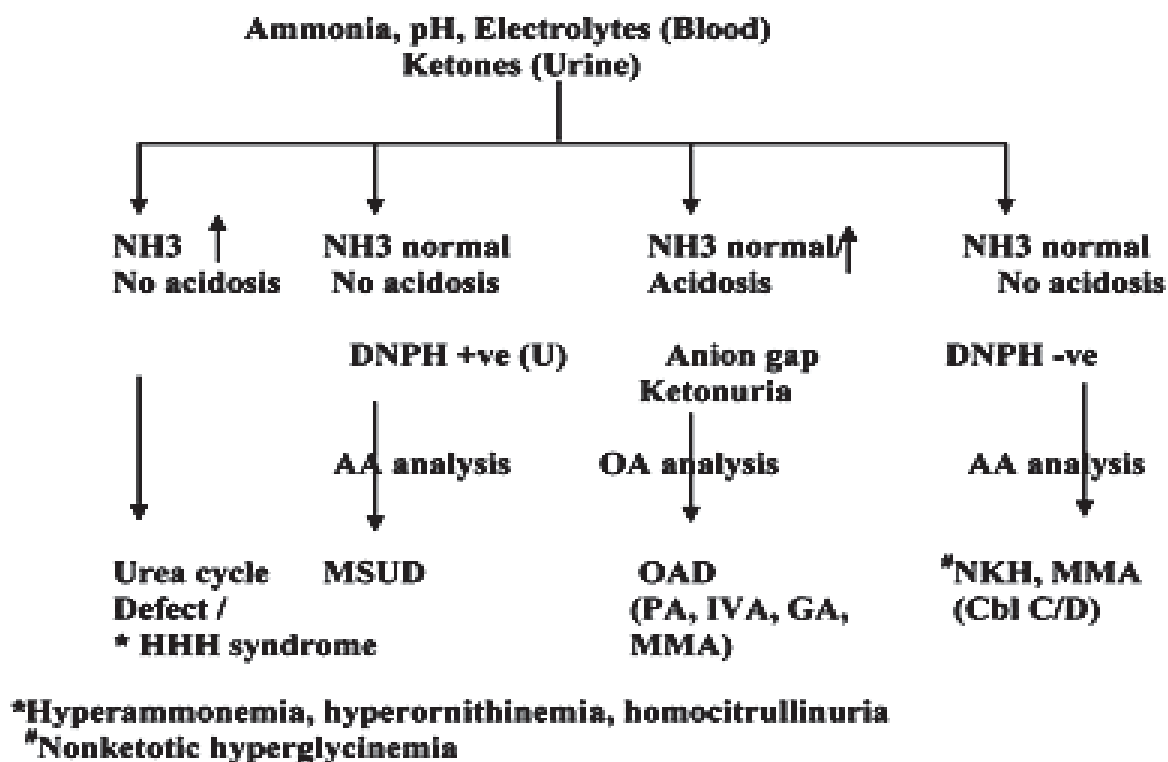 Ammonia, pH, Electrolytes (Blood)
Ketones (Urine)
NH3
No acidosis
NH3 normal
No acidosis
NH3 normal/
Acidosis
NH3 normal
No acidosis
DNPH +ve (U)
Anion gap
Ketonuria
DNPH -ve
AA analysis
OA analysis
AA analysis
Urea cycle
Defect /
* HHH syndrome
MSUD
OAD
(PA, IVA, GA,
MMA)
#NKH, MMA
(Cbl C/D)
*Hyperammonemia, hyperornithinemia, homocitrullinuria
#Nonketotic hyperglycinemia